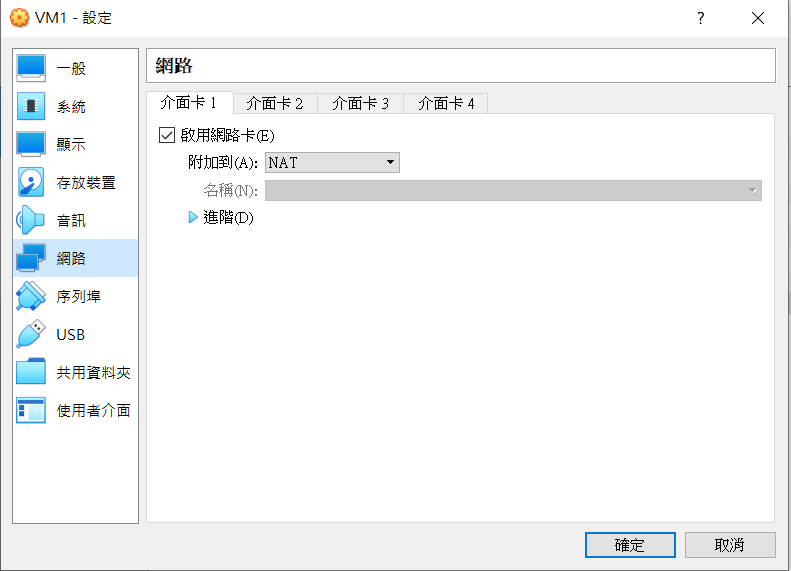 VM1 - 設定
?
一般
系統
顯示
存放裝置
音訊
網路
序列埠
USB
共用資料夾
使用者介面
網路
介面卡 1
介面卡 2
介面卡 3
介面卡 4
啟用網路卡(E)
附加到(A): NAT
名稱(N):
進階(D)
確定
取消